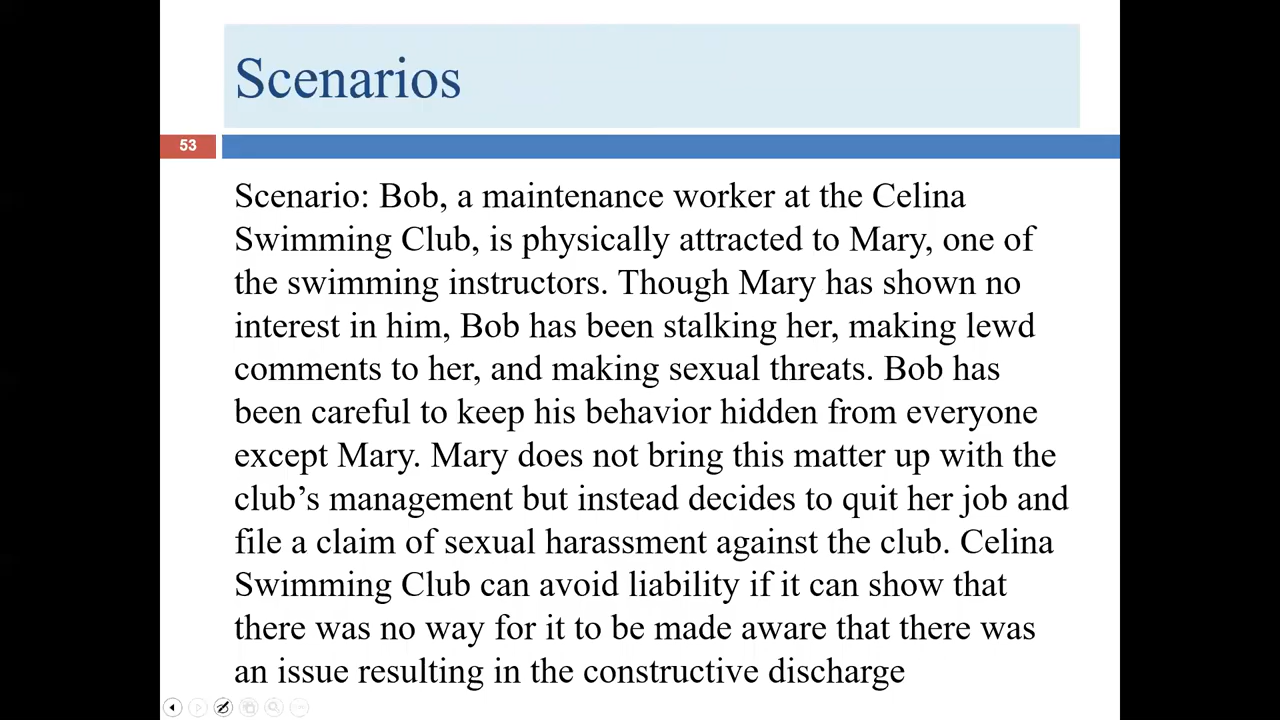 Scenarios
53
Scenario: Bob, a maintenance worker at the Celina
Swimming Club, is physically attracted to Mary, one of
the swimming instructors. Though Mary has shown no
interest in him, Bob has been stalking her, making lewd
comments to her, and making sexual threats. Bob has
been careful to keep his behavior hidden from everyone
except Mary. Mary does not bring this matter up with the
club’s management but instead decides to quit her job and
file a claim of sexual harassment against the club. Celina
Swimming Club can avoid liability if it can show that
there was no way for it to be made aware that there was
an issue resulting in the constructive discharge